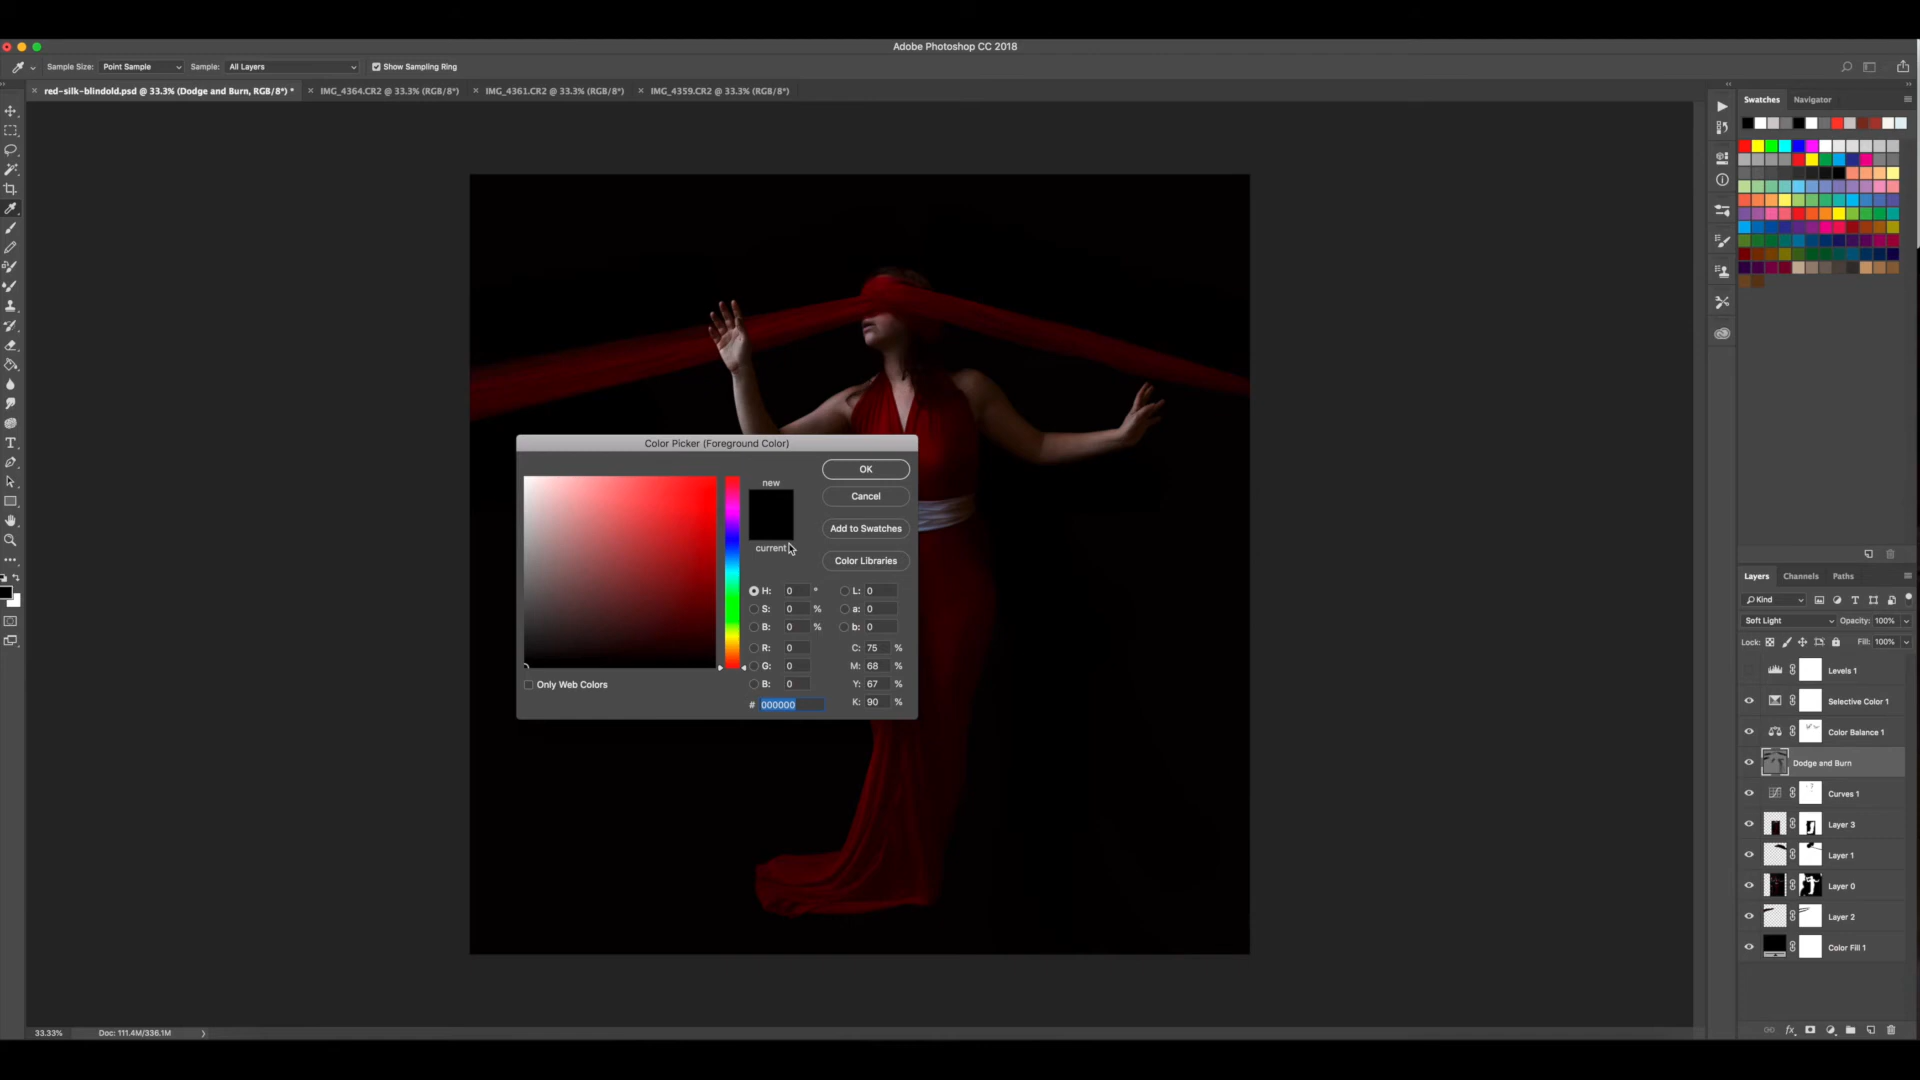 Adobe Photoshop CC 2018
Sample Size: Point Sample Sample: All Layers Show Sampling Ring
red-silk-blindold.psd @ 33.3% (Dodge and Burn, RGB/8*) * IMG_4364.CR2 @ 33.3% (RGB/8*) IMG_4361.CR2 @ 33.3% (RGB/8*) IMG_4359.CR2 @ 33.3% (RGB/8*)
Swatches Navigator
Color Picker (Foreground Color)
new
current
OK
Cancel
Add to Swatches
Color Libraries
H: 0 ° L: 0
S: 0 % a: 0
B: 0 % b: 0
R: 0 C: 75 %
G: 0 M: 68 %
B: 0 Y: 67 %
# 000000 K: 90 %
Only Web Colors
Layers Channels Paths
Kind
Soft Light Opacity: 100%
Lock: Fill: 100%
Levels 1
Selective Color 1
Color Balance 1
Dodge and Burn
Curves 1
Layer 3
Layer 1
Layer 0
Layer 2
Color Fill 1
33.33% Doc: 111.4M/336.1M